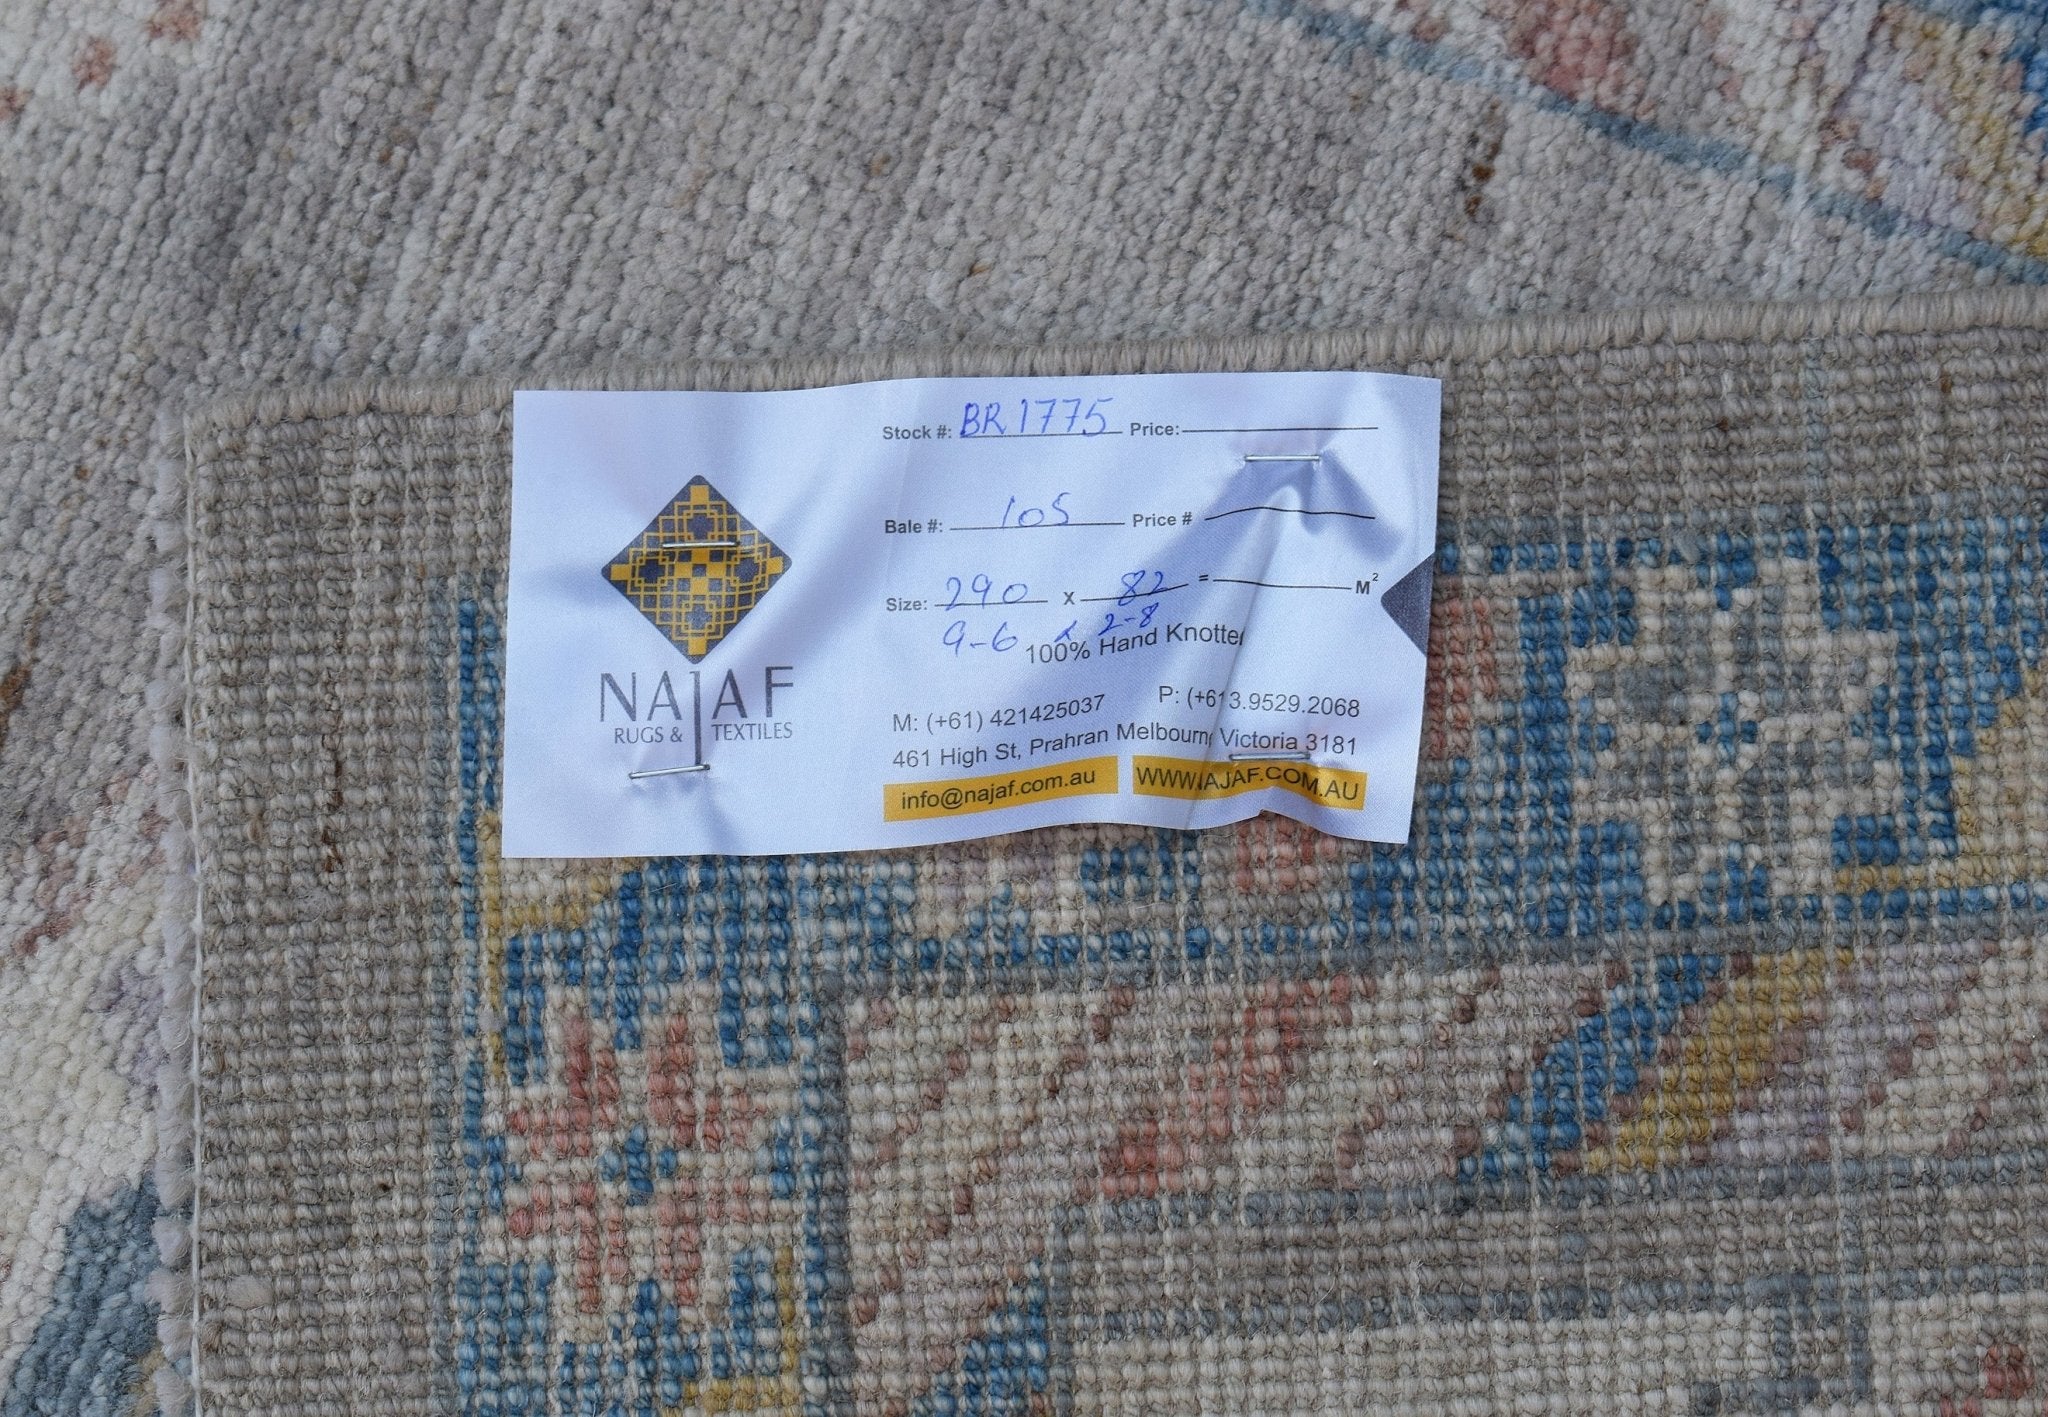 NAJAF
RUGS & TEXTILES
Stock #: BR1775 Price:
Bale #: 105 Price #
Size: 290 x 82 = M²
9-6 x 2-8
100% Hand Knotte
M: (+61) 421425037 P: (+613.9529.2068
461 High St, Prahran Melbourn Victoria 3181
info@najaf.com.au WWW.AJAF.COM.AU